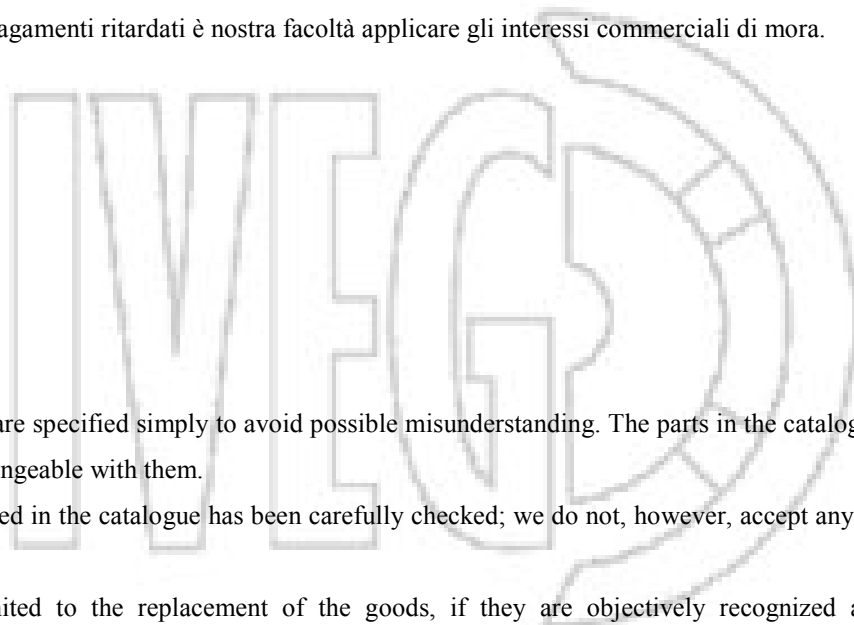 agamenti ritardati è nostra facoltà applicare gli interessi commerciali di mora.
IVEG
are specified simply to avoid possible misunderstanding. The parts in the catalog
ngeable with them.
ed in the catalogue has been carefully checked; we do not, however, accept any
ited to the replacement of the goods, if they are objectively recognized a